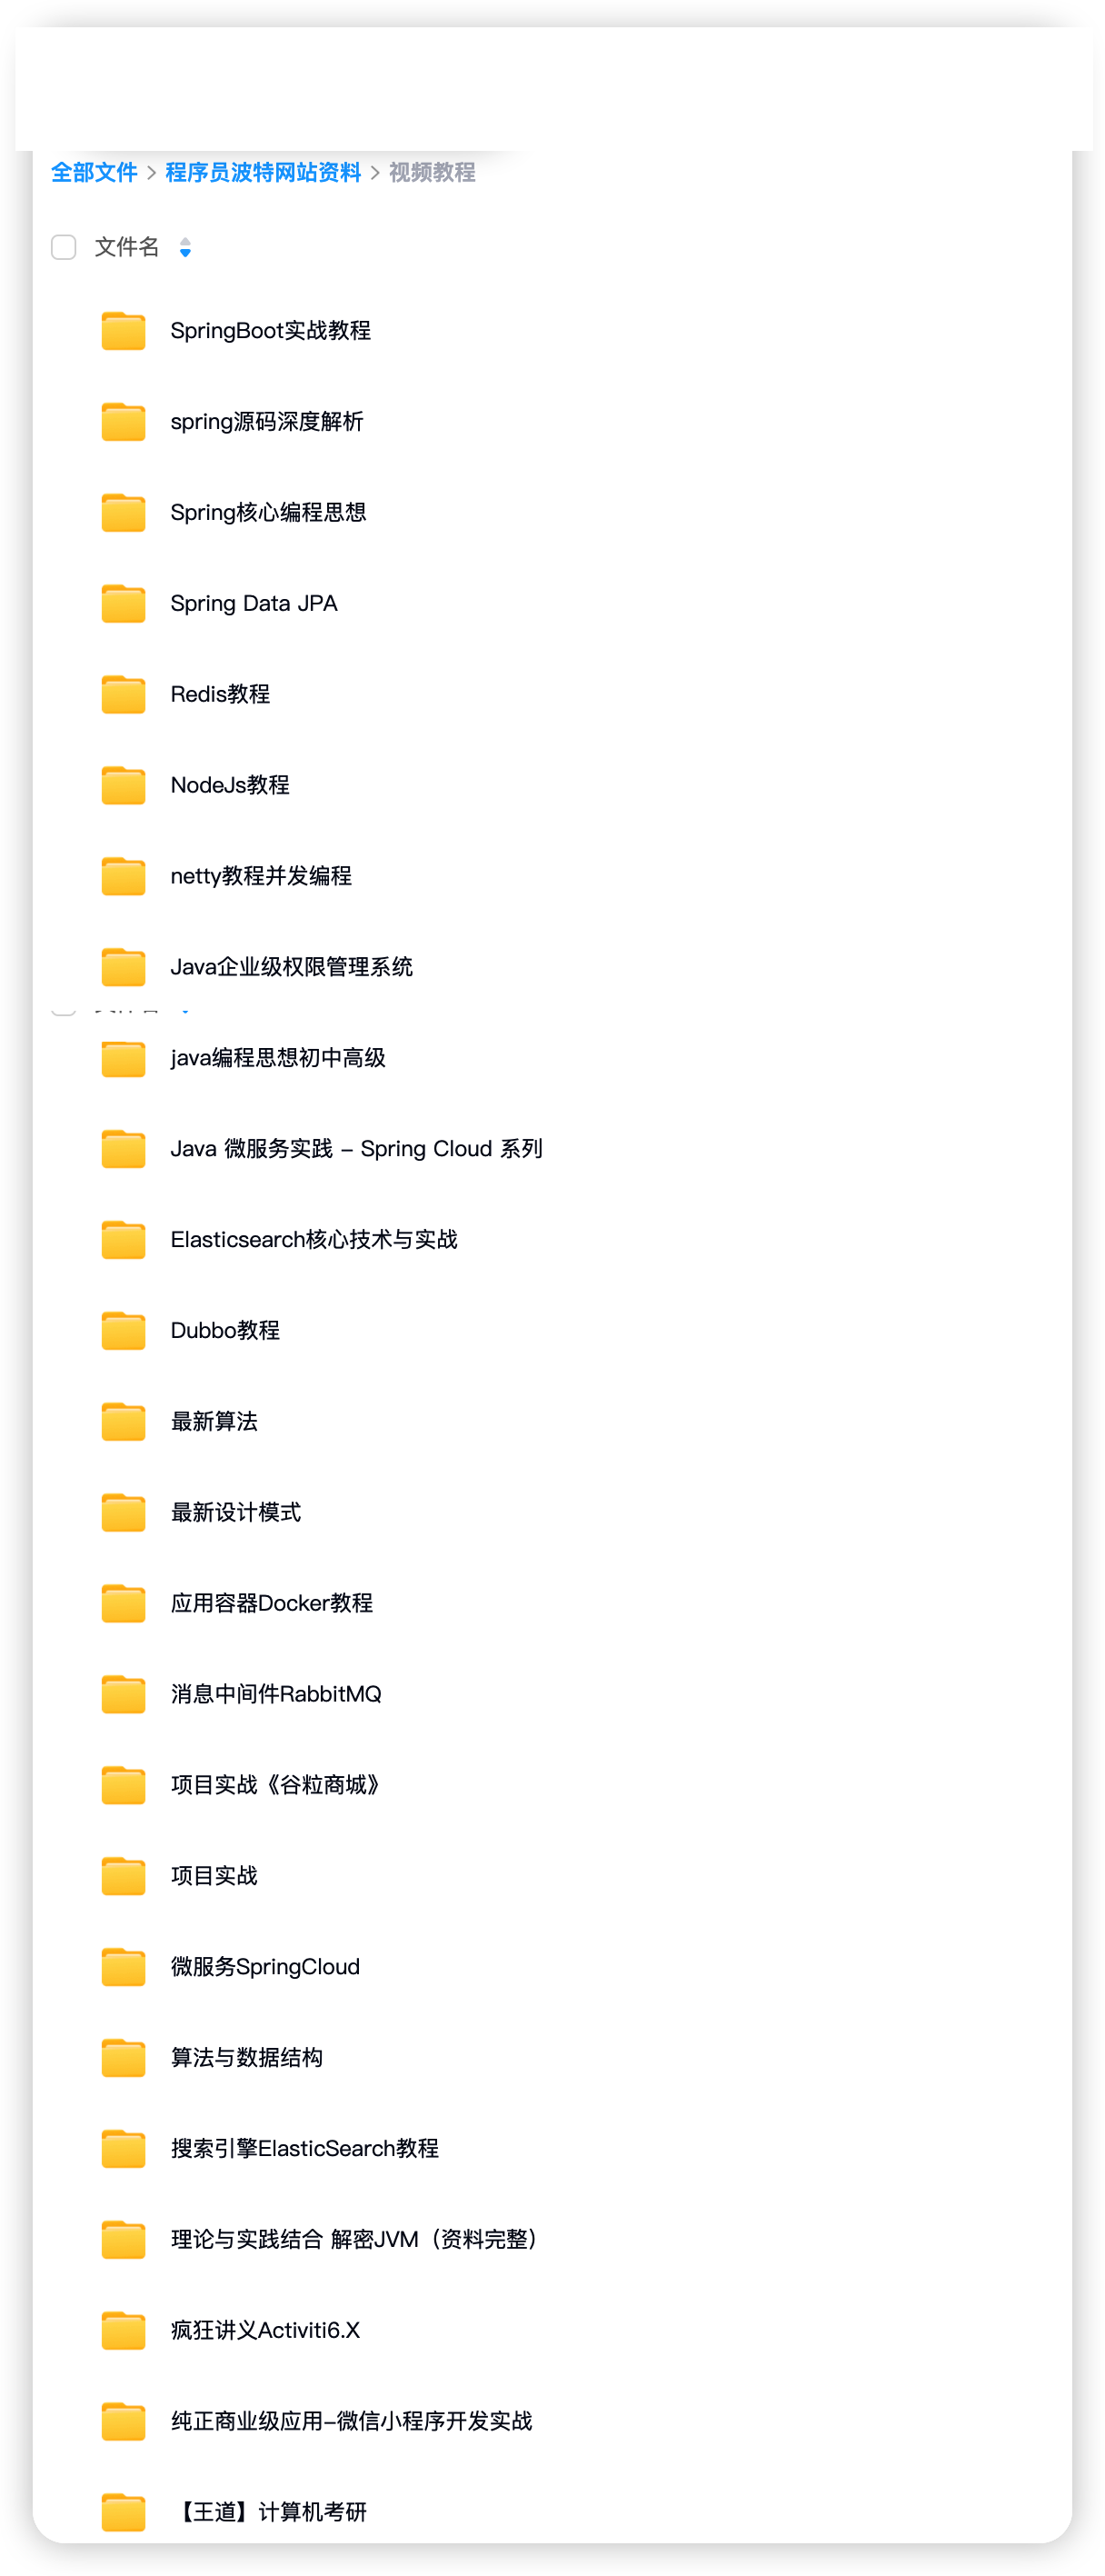 全部文件 > 程序员波特网站资料 > 视频教程
文件名
SpringBoot实战教程
spring源码深度解析
Spring核心编程思想
Spring Data JPA
Redis教程
NodeJs教程
netty教程并发编程
Java企业级权限管理系统
java编程思想初中高级
Java 微服务实践 – Spring Cloud 系列
Elasticsearch核心技术与实战
Dubbo教程
最新算法
最新设计模式
应用容器Docker教程
消息中间件RabbitMQ
项目实战《谷粒商城》
项目实战
微服务SpringCloud
算法与数据结构
搜索引擎ElasticSearch教程
理论与实践结合 解密JVM（资料完整）
疯狂讲义Activiti6.X
纯正商业级应用–微信小程序开发实战
【王道】计算机考研